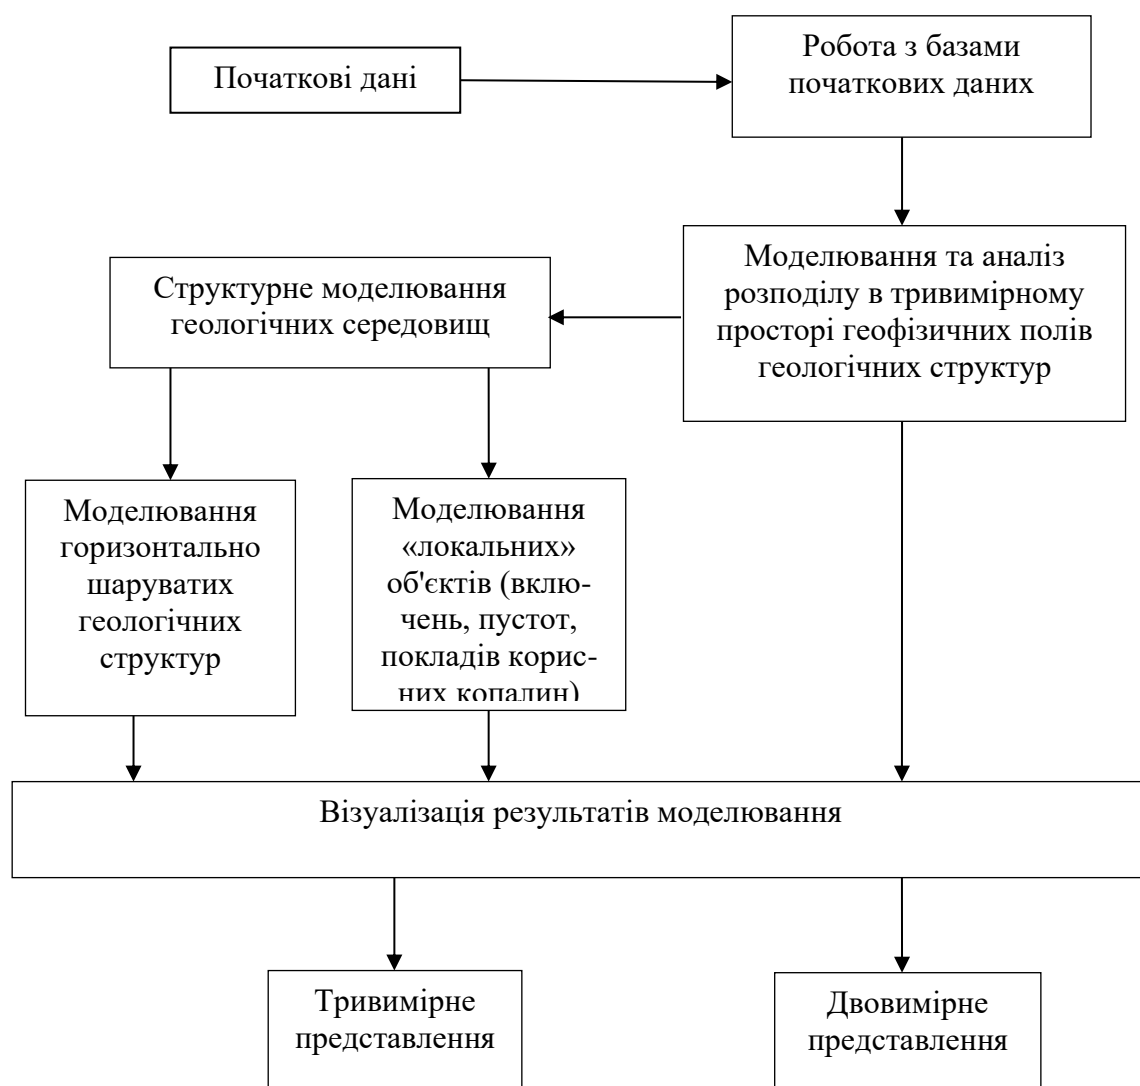 Початкові дані
Робота з базами
початкових даних
Моделювання та аналіз
розподілу в тривимірному
просторі геофізичних полів
геологічних структур
Структурне моделювання
геологічних середовищ
Моделювання
горизонтально
шаруватих
геологічних
структур
Моделювання
«локальних»
об'єктів (вклю-
чень, пустот,
покладів корис-
них копалин)
Візуалізація результатів моделювання
Тривимірне
представлення
Двовимірне
представлення